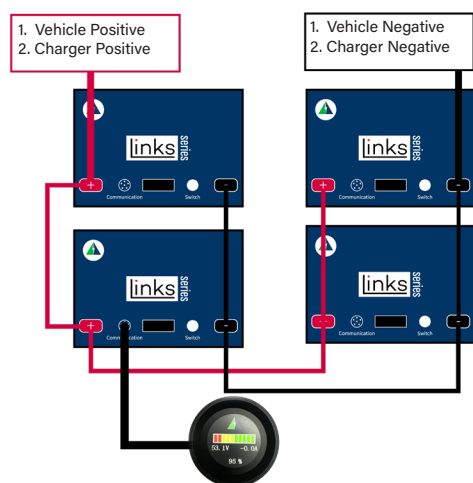 1. Vehicle Positive
2. Charger Positive
1. Vehicle Negative
2. Charger Negative
Links series
+
Communication
Switch
-
Links series
+
Communication
Switch
-
Links series
+
Communication
Switch
-
Links series
Communication
Switch
-
53.1V -0.0A
95 %